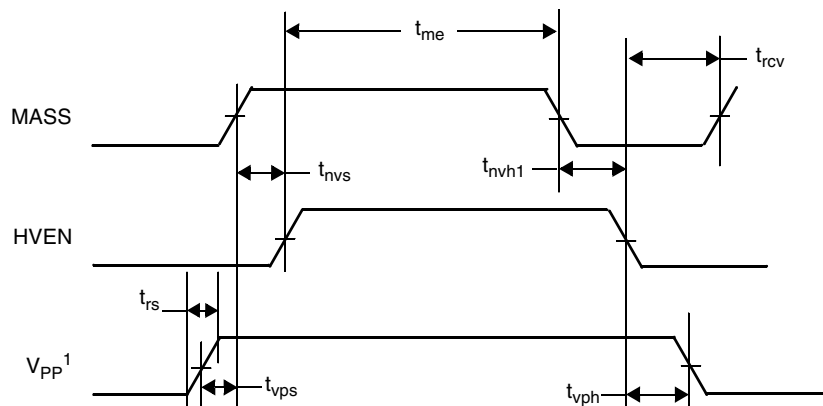 t_me
t_rcv
MASS
t_nvs
t_nvh1
HVEN
t_rs
V_PP^1
t_vps
t_vph